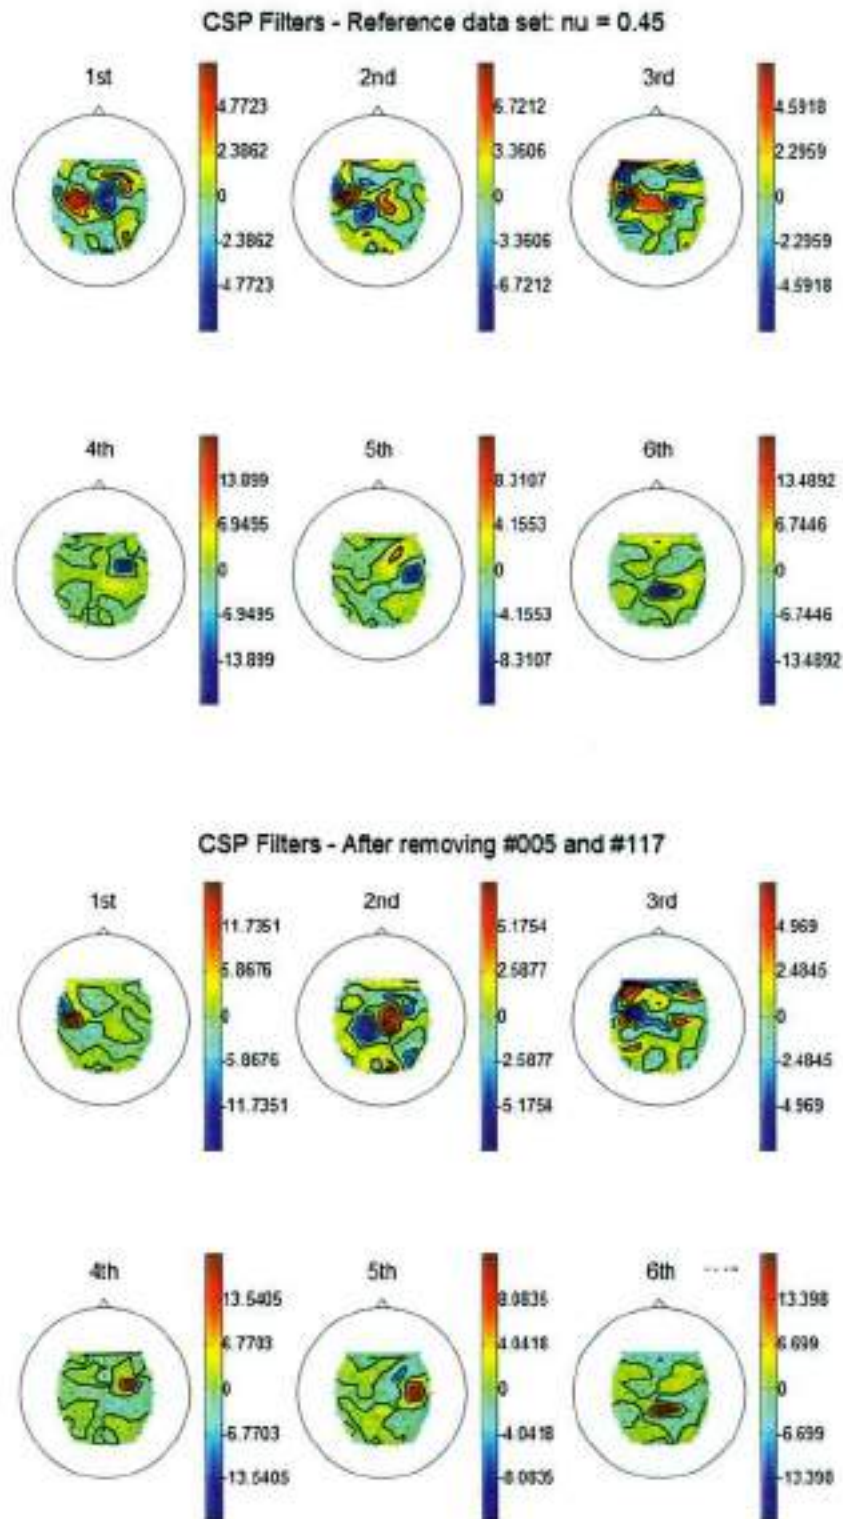 CSP Filters - Reference data set: nu = 0.45
1st 2nd 3rd
4.7723 6.7212 4.5918
2.3862 3.3606 2.2959
0 0 0
-2.3862 -3.3606 -2.2959
-4.7723 -6.7212 -4.5918
4th 5th 6th
13.899 8.3107 13.4892
6.9495 4.1553 6.7446
0 0 0
-6.9495 -4.1553 -6.7446
-13.899 -8.3107 -13.4892
CSP Filters - After removing #005 and #117
1st 2nd 3rd
11.7351 5.1754 4.969
5.8676 2.5877 2.4845
0 0 0
-5.8676 -2.5877 -2.4845
-11.7351 -5.1754 -4.969
4th 5th 6th
13.5405 8.0835 13.398
6.7703 4.0418 6.699
0 0 0
-6.7703 -4.0418 -6.699
-13.5405 -8.0835 -13.398